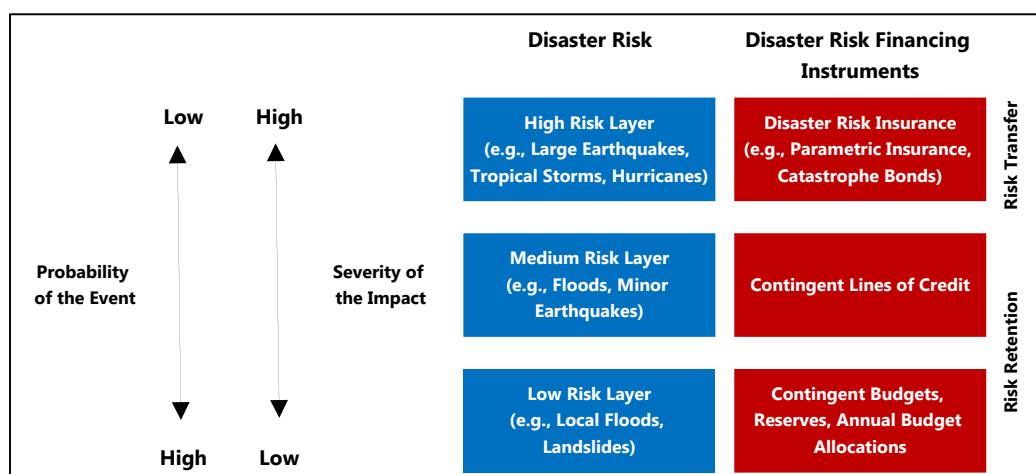 Disaster Risk
Disaster Risk Financing
Instruments
Low
High
High Risk Layer
(e.g., Large Earthquakes,
Tropical Storms, Hurricanes)
Disaster Risk Insurance
(e.g., Parametric Insurance,
Catastrophe Bonds)
Risk Transfer
Probability
of the Event
Severity of
the Impact
Medium Risk Layer
(e.g., Floods, Minor
Earthquakes)
Contingent Lines of Credit
Risk Retention
Low Risk Layer
(e.g., Local Floods,
Landslides)
Contingent Budgets,
Reserves, Annual Budget
Allocations
High
Low